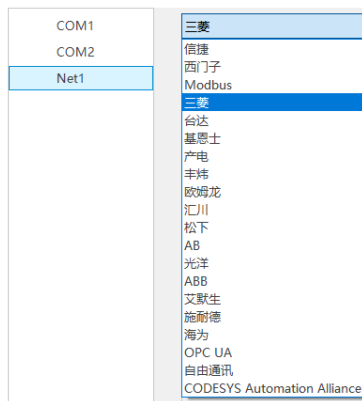 COM1
COM2
Net1
三菱
信捷
西门子
Modbus
三菱
台达
基恩士
产电
丰炜
欧姆龙
汇川
松下
AB
光洋
ABB
艾默生
施耐德
海为
OPC UA
自由通讯
CODESYS Automation Alliance